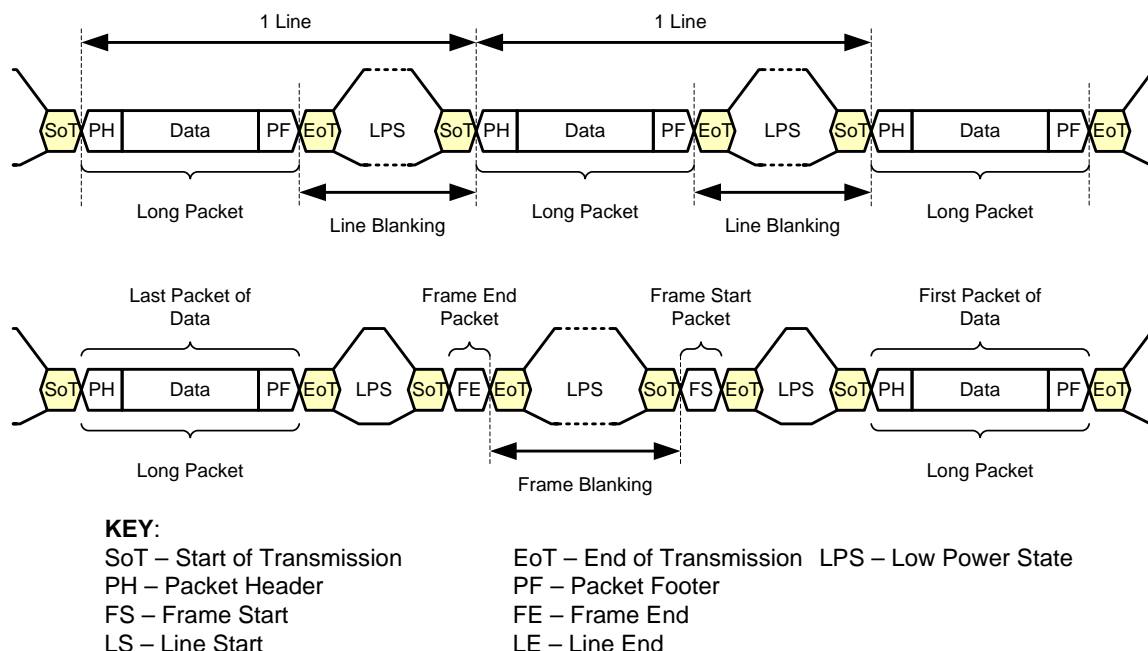 1 Line 1 Line
SoT PH Data PF EoT LPS SoT PH Data PF EoT LPS SoT PH Data PF EoT
Long Packet Long Packet Long Packet
Line Blanking Line Blanking
Last Packet of Frame End Frame Start First Packet of
Data Packet Packet Data
SoT PH Data PF EoT LPS SoT FE EoT LPS SoT FS EoT LPS SoT PH Data PF EoT
Long Packet Long Packet
Frame Blanking
KEY:
SoT – Start of Transmission EoT – End of Transmission LPS – Low Power State
PH – Packet Header PF – Packet Footer
FS – Frame Start FE – Frame End
LS – Line Start LE – Line End